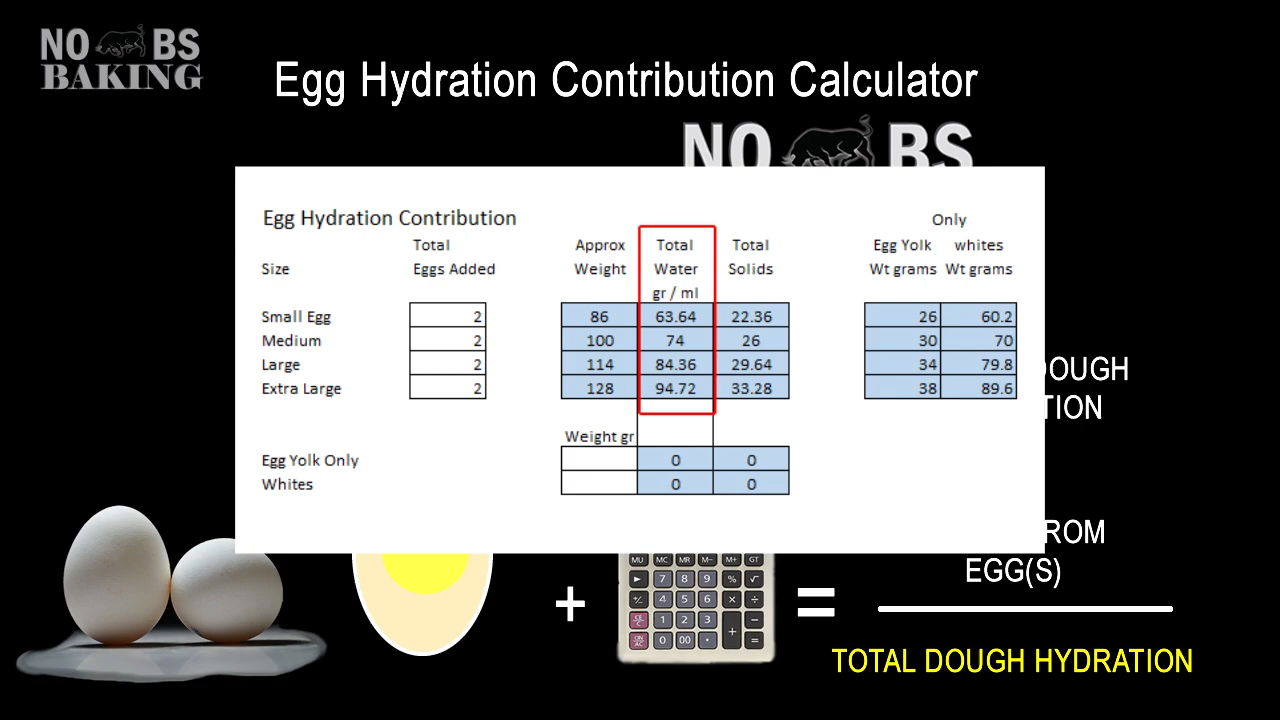 NO BS
BAKING
Egg Hydration Contribution Calculator
NO BS
Egg Hydration Contribution
Only
Total Approx Total Total Egg Yolk whites
Size Eggs Added Weight Water Solids Wt grams Wt grams
gr / ml
Small Egg 2 86 63.64 22.36 26 60.2
Medium 2 100 74 26 30 70
Large 2 114 84.36 29.64 34 79.8
Extra Large 2 128 94.72 33.28 38 89.6
Weight gr
Egg Yolk Only 0 0
Whites 0 0
DOUGH
TION
ROM
EGG(S)
MU MC MR M- M+ GT
► 7 8 9 % √
+/- 4 5 6 × ÷
1 2 3 + −
0 00 · =
+ =
TOTAL DOUGH HYDRATION